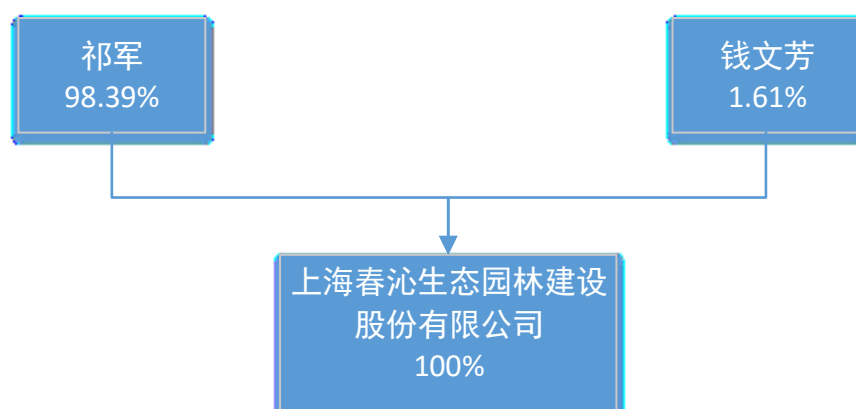 祁军
98.39%
钱文芳
1.61%
上海春沁生态园林建设
股份有限公司
100%